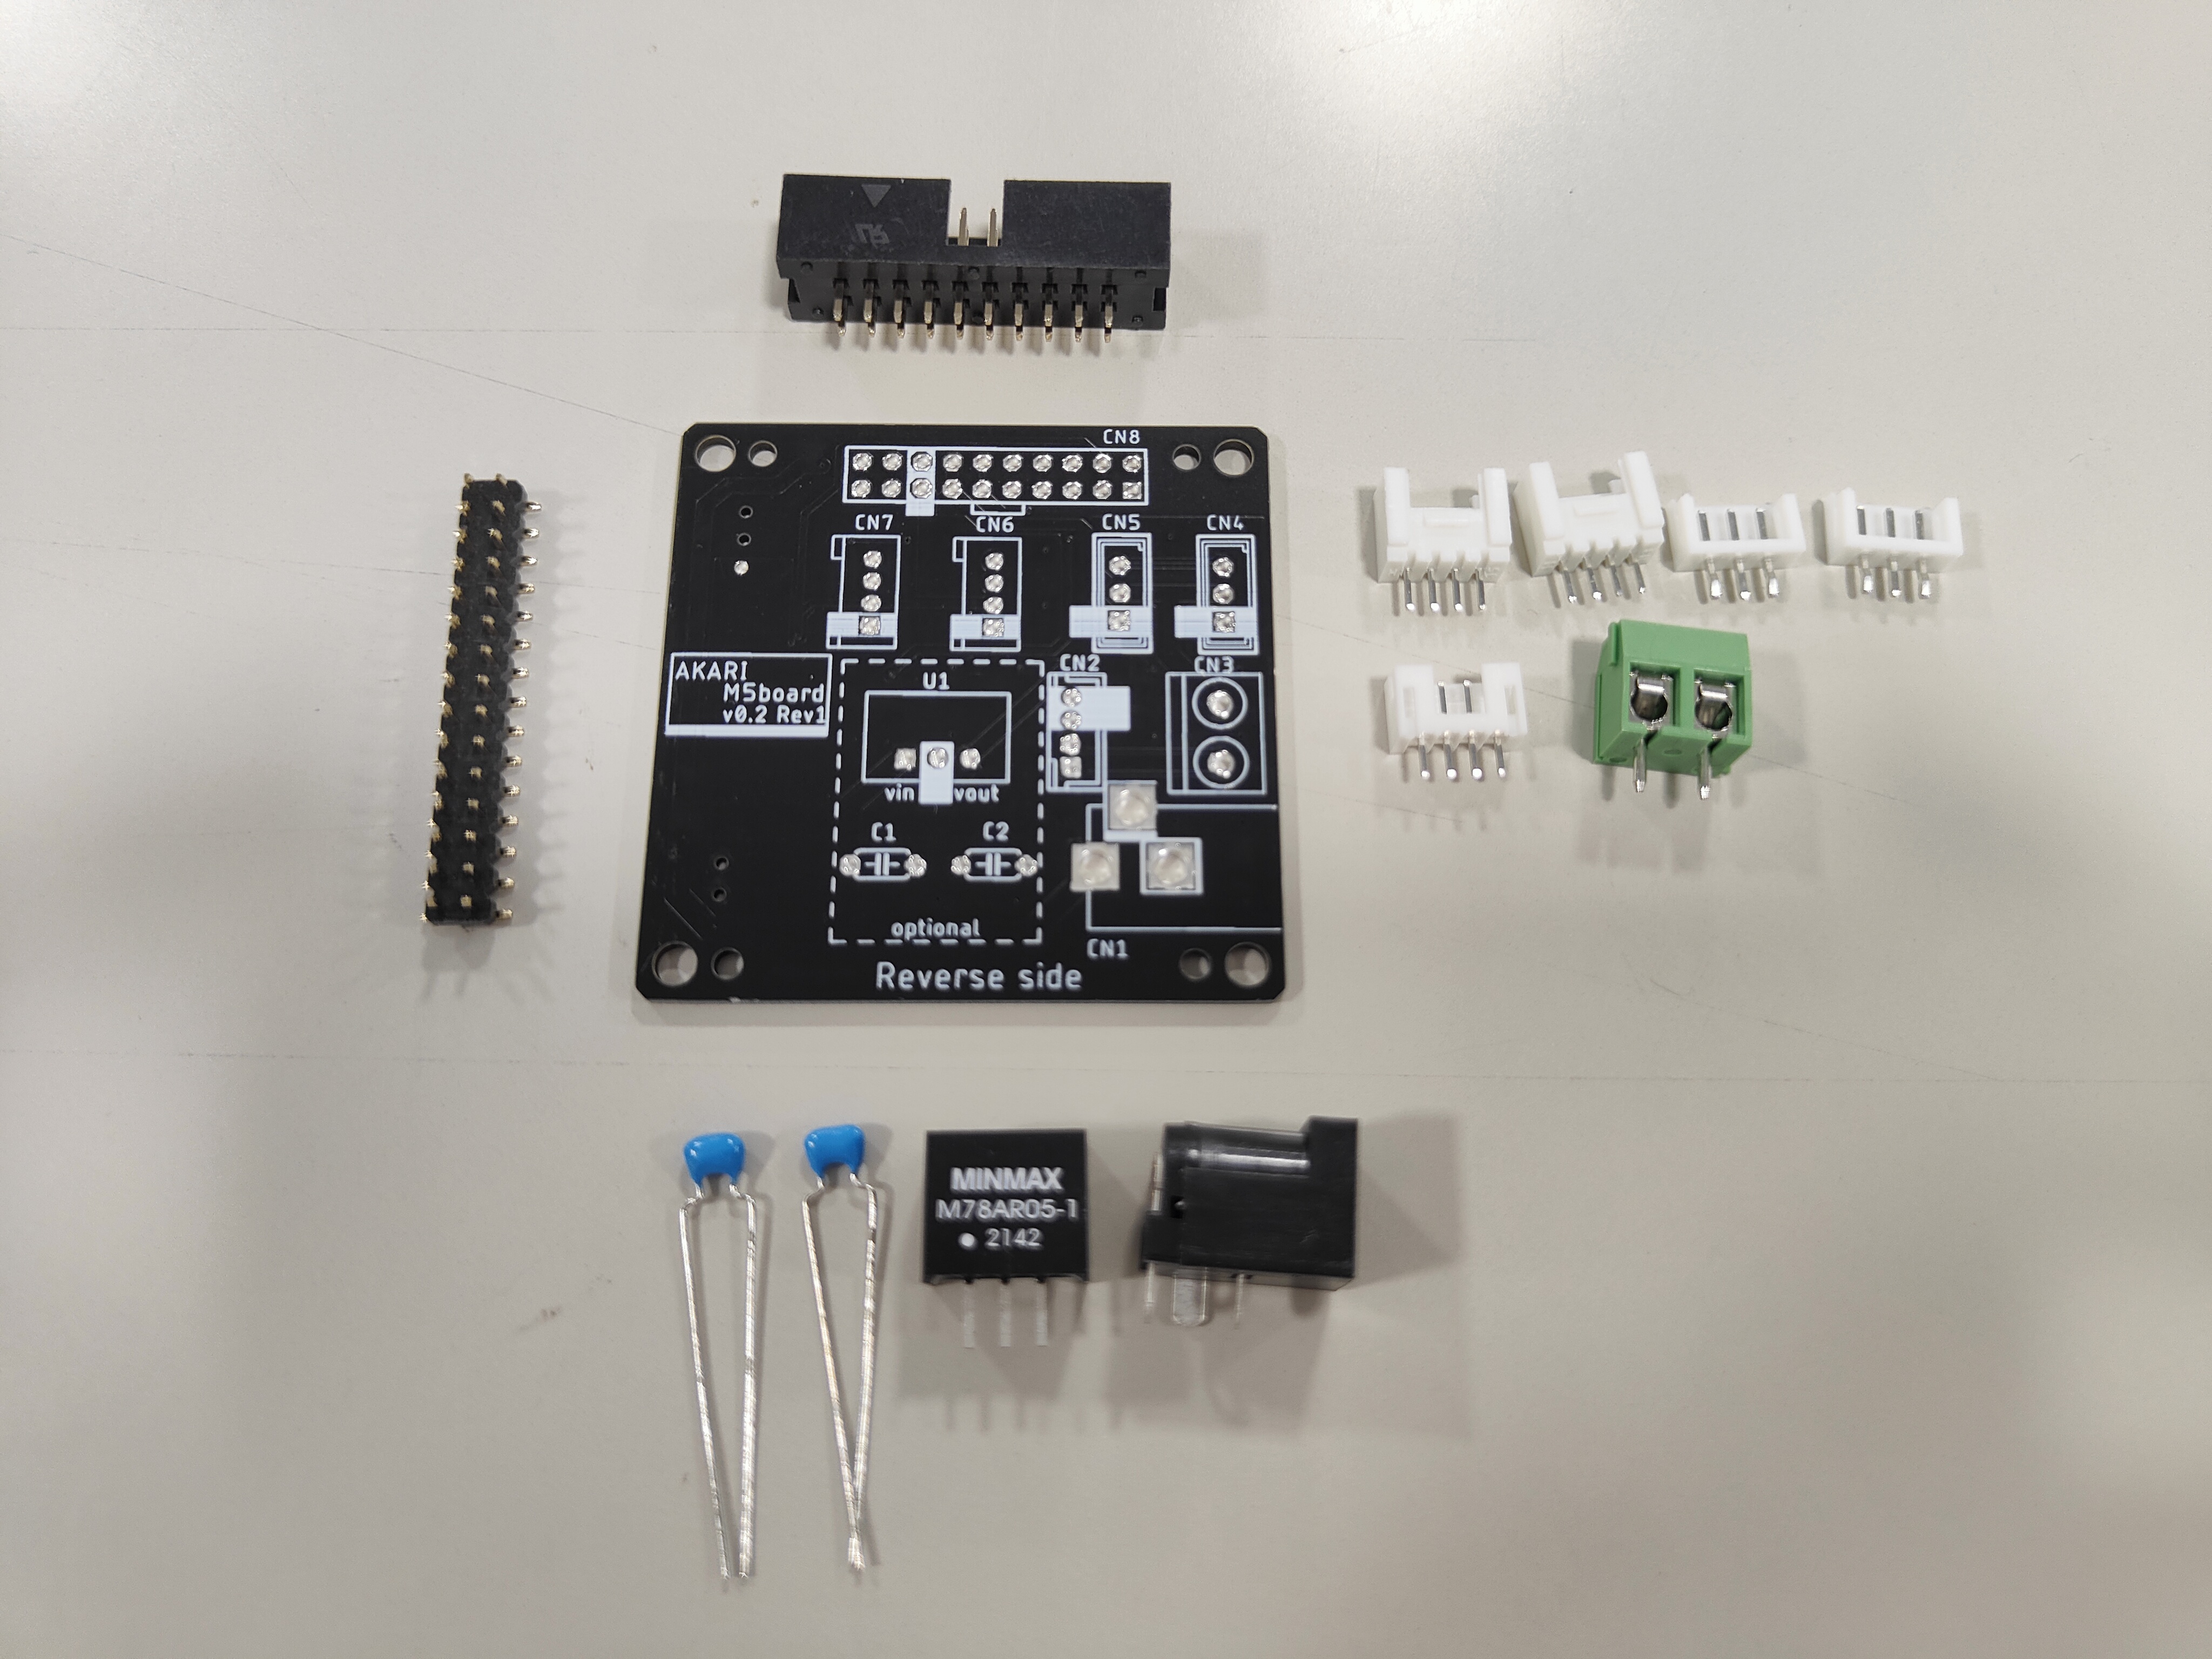 CN8
CN7
CN6
CN5
CN4
AKARI
M5board
v0.2 Rev1
U1
CN2
CN3
vin
vout
C1
C2
optional
CN1
Reverse side
MINMAX
M78AR05-1
2142